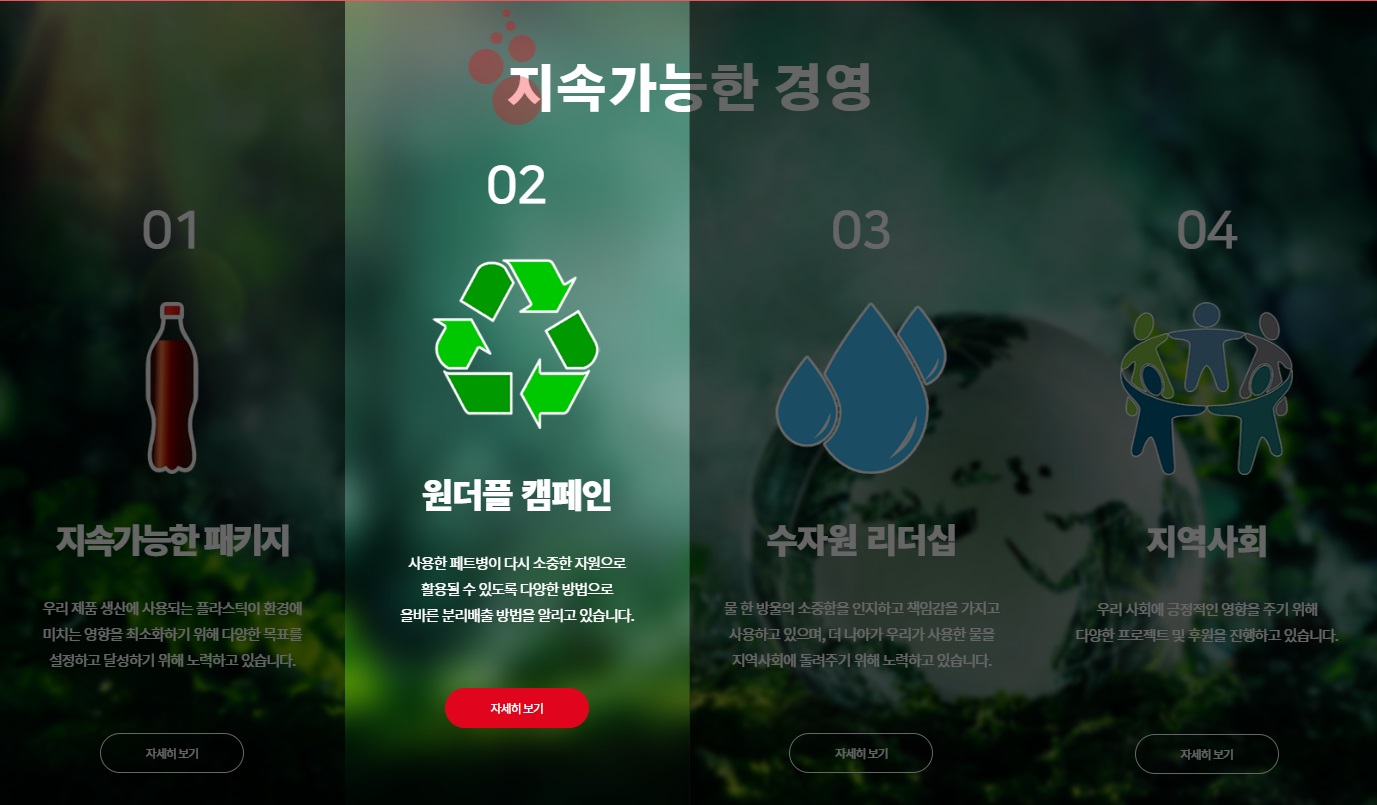 지속가능한 경영
01
지속가능한 패키지
우리 제품 생산에 사용되는 플라스틱이 환경에
미치는 영향을 최소화하기 위해 다양한 목표를
설정하고 달성하기 위해 노력하고 있습니다.
자세히 보기
02
원더플 캠페인
사용한 페트병이 다시 소중한 자원으로
활용될 수 있도록 다양한 방법으로
올바른 분리배출 방법을 알리고 있습니다.
자세히 보기
03
수자원 리더십
물 한 방울의 소중함을 인지하고 책임감을 가지고
사용하고 있으며, 더 나아가 우리가 사용한 물을
지역사회에 돌려주기 위해 노력하고 있습니다.
자세히 보기
04
지역사회
우리 사회에 긍정적인 영향을 주기 위해
다양한 프로젝트 및 후원을 진행하고 있습니다.
자세히 보기